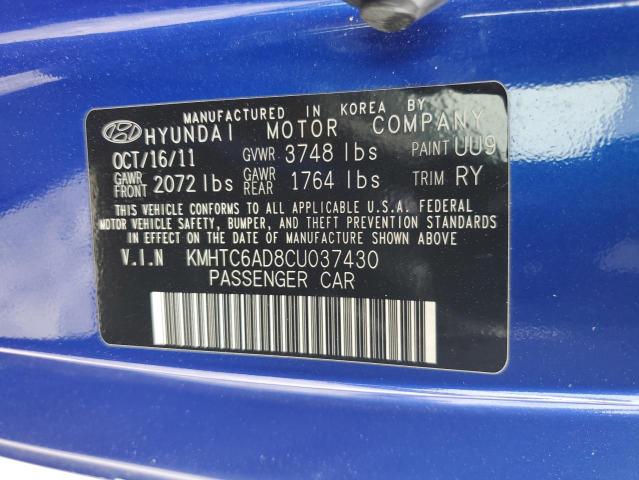 MANUFACTURED IN KOREA BY
HYUNDAI MOTOR COMPANY
OCT/16/11 GVWR 3748 lbs PAINT UU9
GAWR FRONT 2072 lbs GAWR REAR 1764 lbs TRIM RY
THIS VEHICLE CONFORMS TO ALL APPLICABLE U.S.A. FEDERAL
MOTOR VEHICLE SAFETY, BUMPER, AND THEFT PREVENTION STANDARDS
IN EFFECT ON THE DATE OF MANUFACTURE SHOWN ABOVE
V.I.N KMHTC6AD8CU037430
PASSENGER CAR